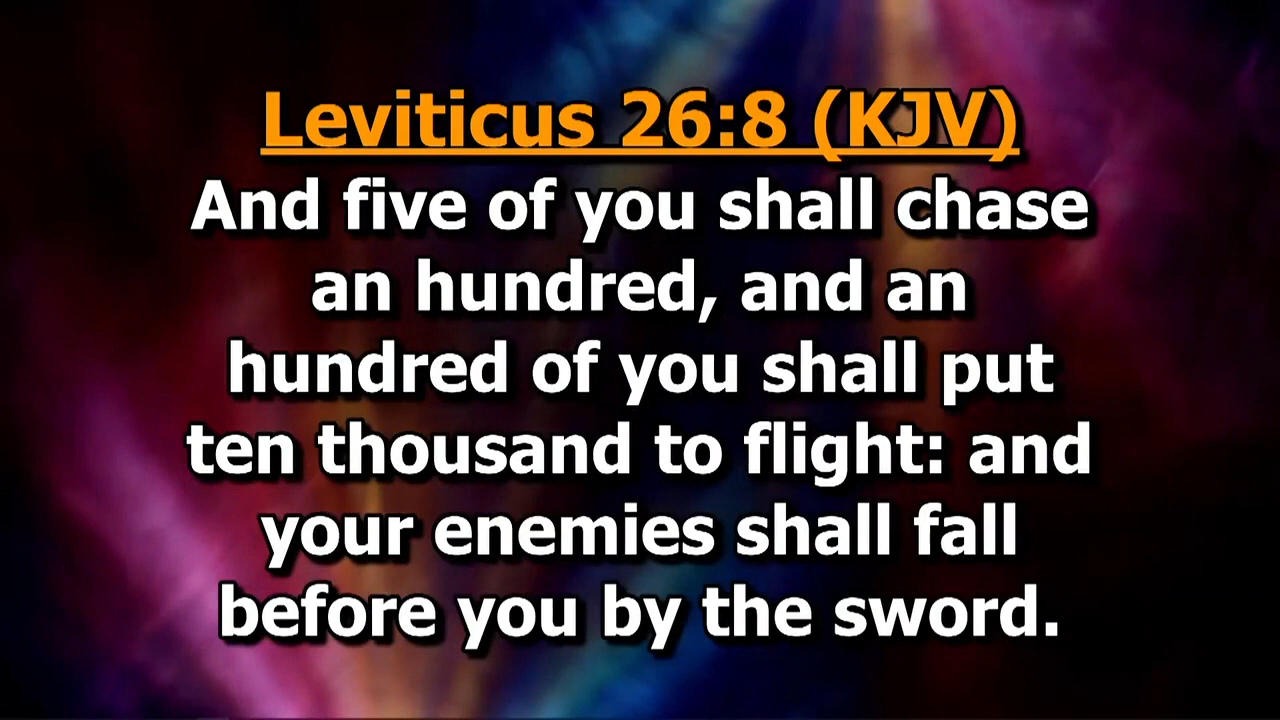 Leviticus 26:8 (KJV)
And five of you shall chase
an hundred, and an
hundred of you shall put
ten thousand to flight: and
your enemies shall fall
before you by the sword.